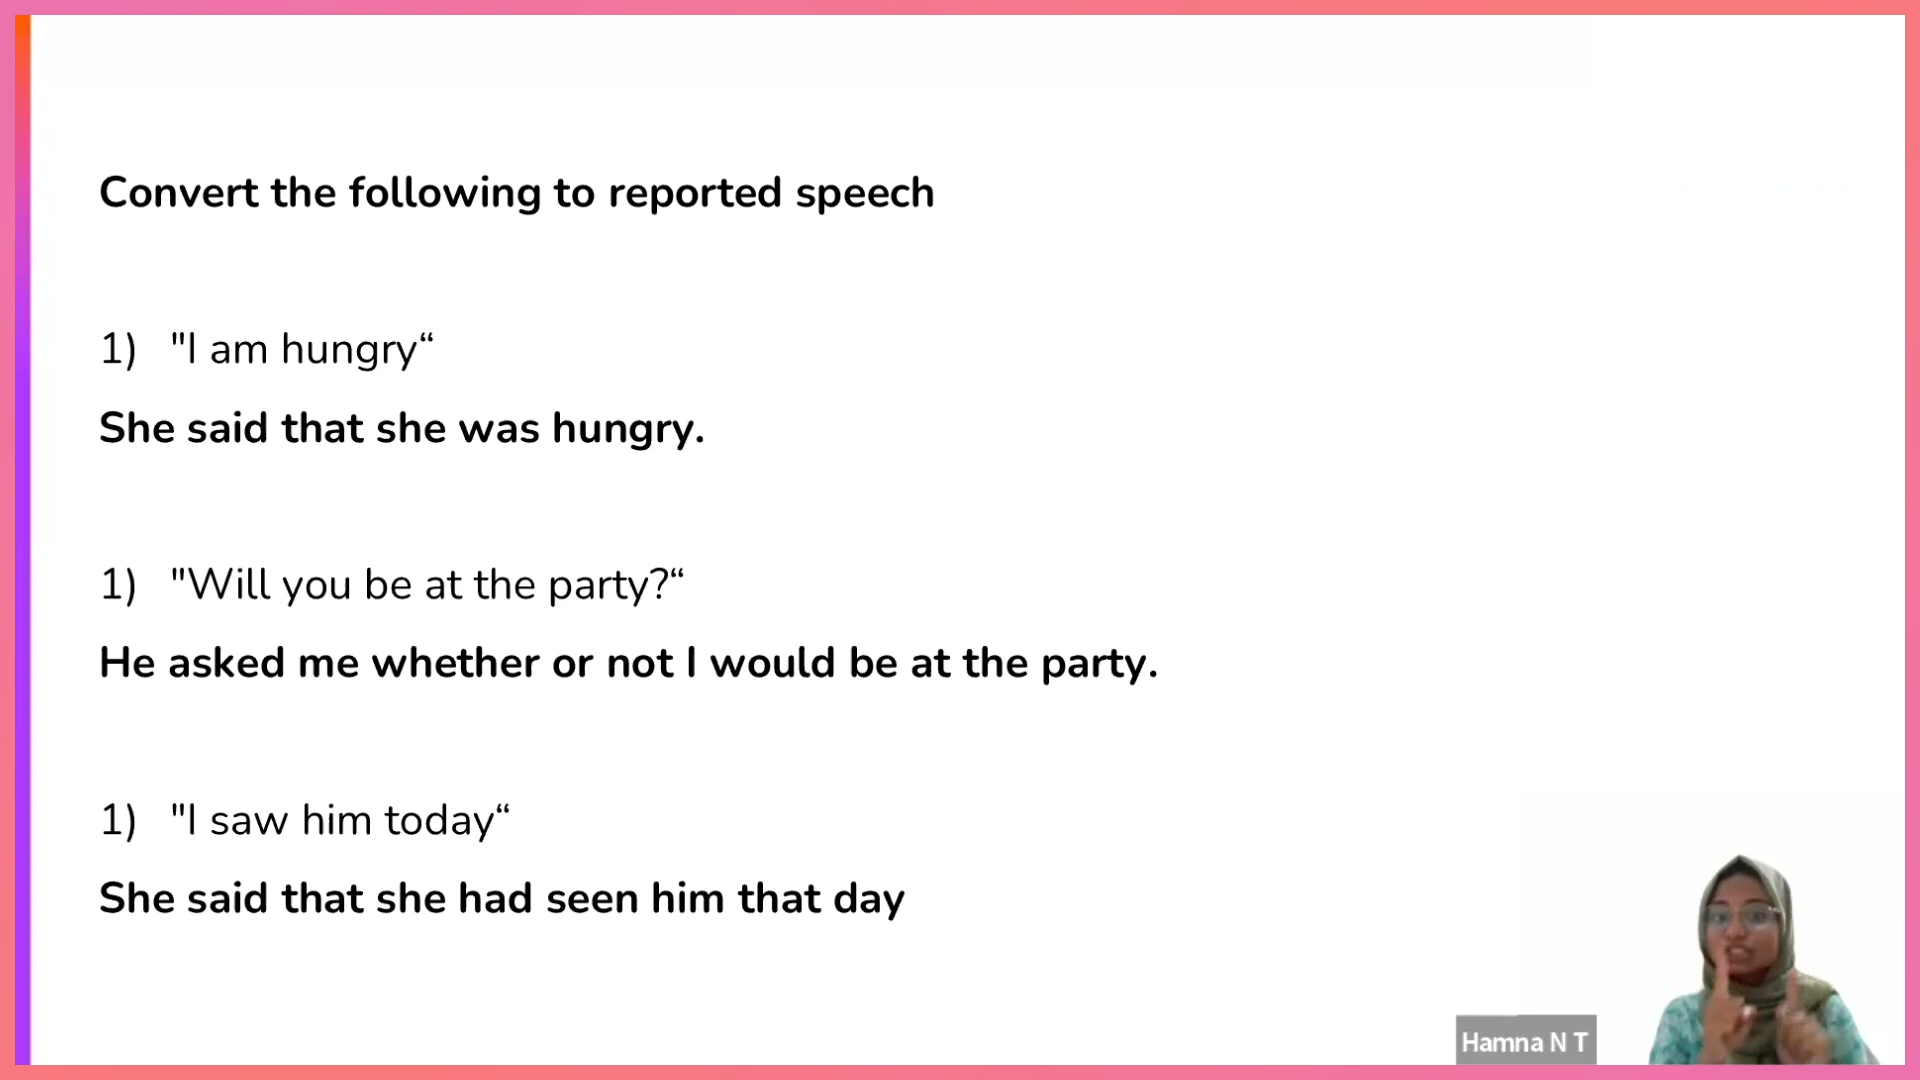 Convert the following to reported speech
1) "I am hungry“
She said that she was hungry.
1) "Will you be at the party?“
He asked me whether or not I would be at the party.
1) "I saw him today“
She said that she had seen him that day
Hamna N T